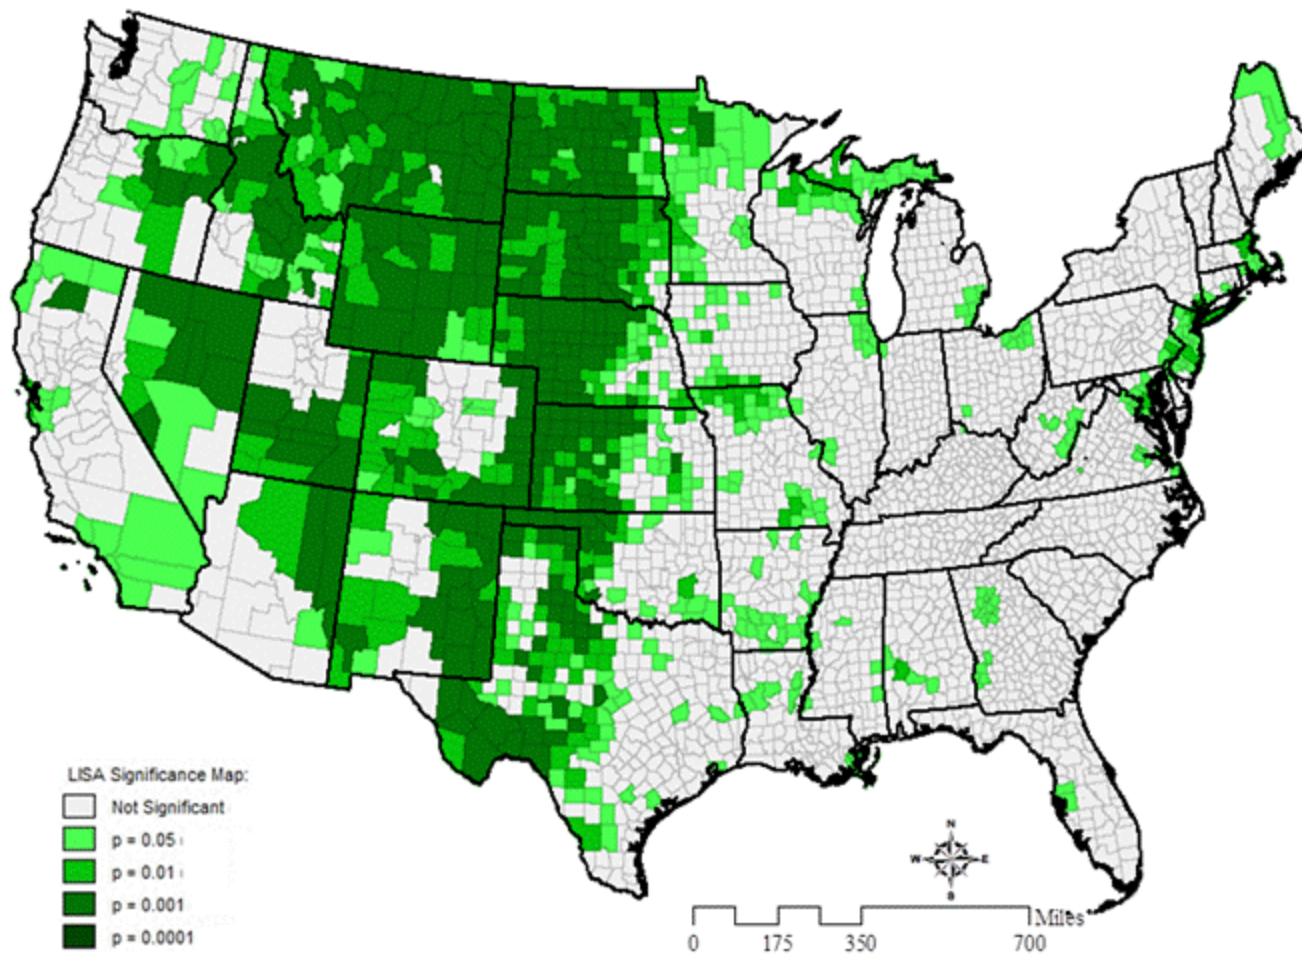 LISA Significance Map:
Not Significant
p = 0.05
p = 0.01
p = 0.001
p = 0.0001
N
W E
S
Miles
0 175 350 700